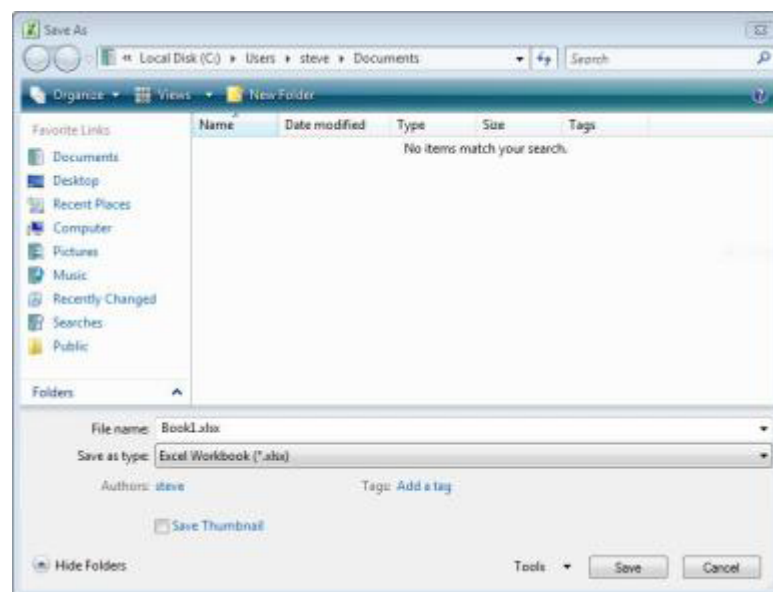 Save As
« Local Disk (C:) ▸ Users ▸ steve ▸ Documents Search
Organize Views New Folder
Favorite Links
Name Date modified Type Size Tags
No items match your search.
Documents
Desktop
Recent Places
Computer
Pictures
Music
Recently Changed
Searches
Public
Folders
File name: Book1.xlsx
Save as type: Excel Workbook (*.xlsx)
Authors: steve Tags: Add a tag
Save Thumbnail
Hide Folders Tools Save Cancel